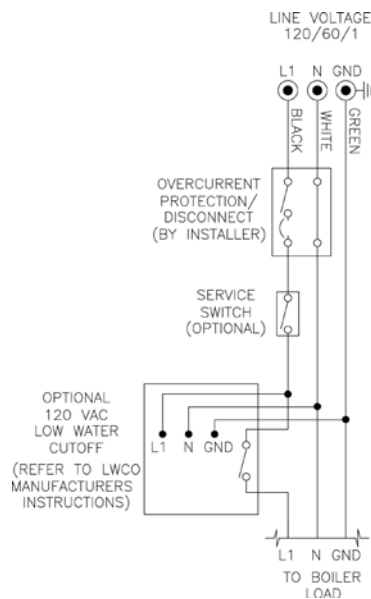 LINE VOLTAGE
120/60/1
L1 N GND
BLACK
WHITE
GREEN
OVERCURRENT
PROTECTION/
DISCONNECT
(BY INSTALLER)
SERVICE
SWITCH
(OPTIONAL)
OPTIONAL
120 VAC
LOW WATER
CUTOFF
(REFER TO LWCO
MANUFACTURERS
INSTRUCTIONS)
L1 N GND
L1 N GND
TO BOILER
LOAD